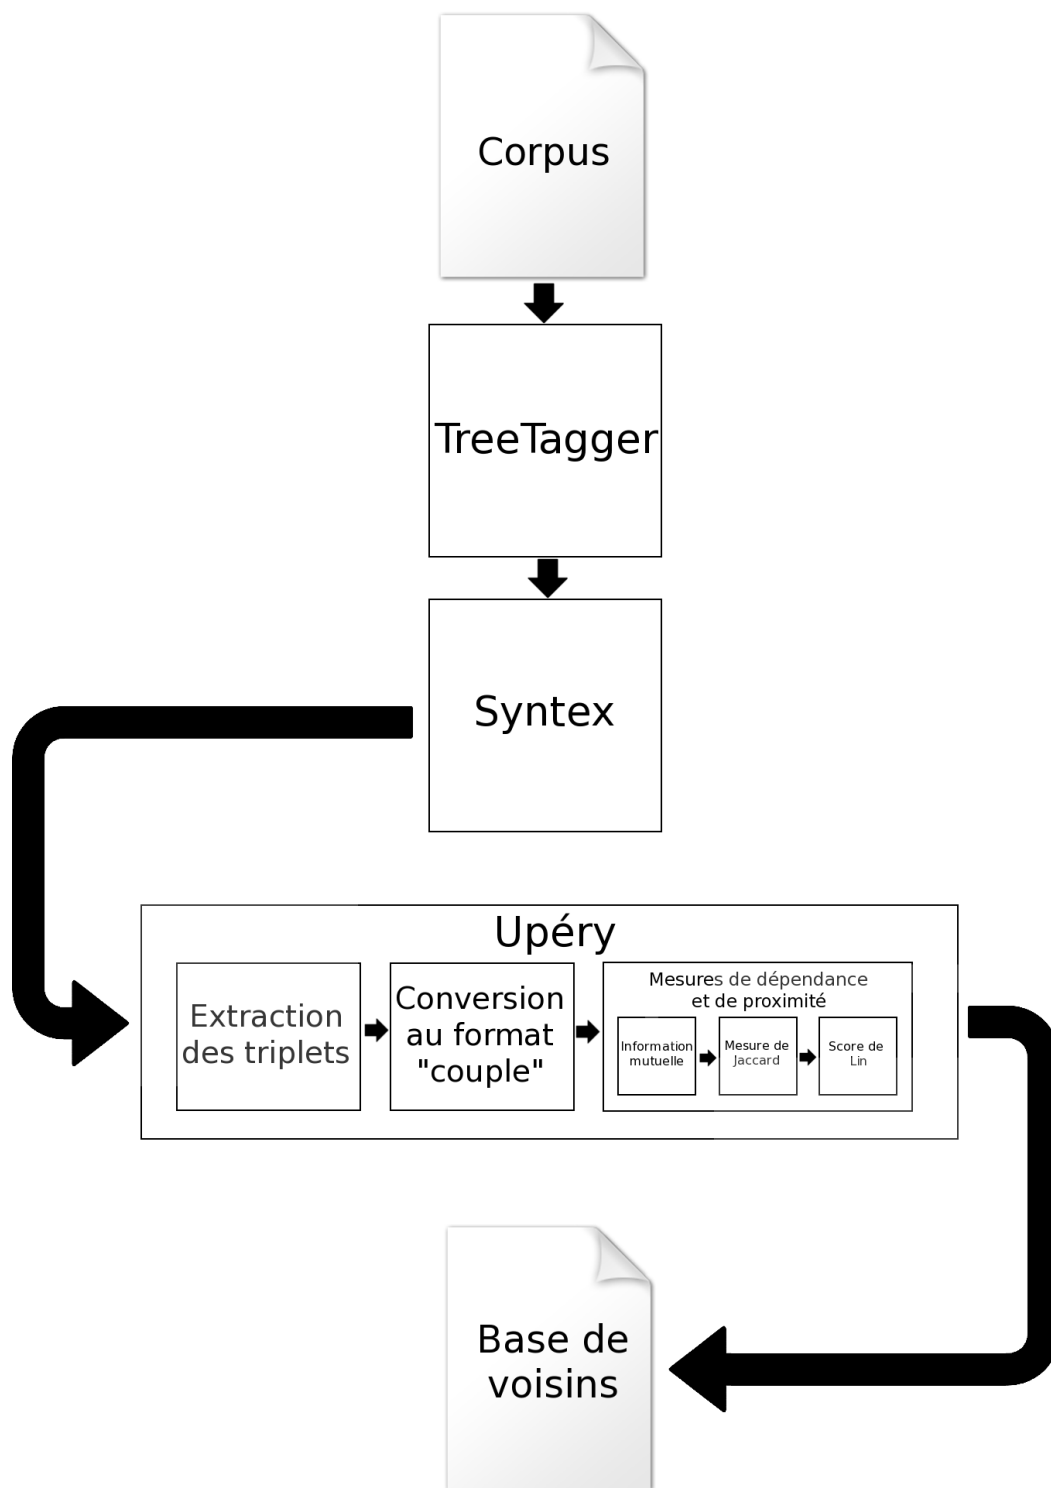 Corpus
TreeTagger
Syntex
Upéry
Extraction
des triplets
Conversion
au format
"couple"
Mesures de dépendance
et de proximité
Information
mutuelle
Mesure de
Jaccard
Score de
Lin
Base de
voisins